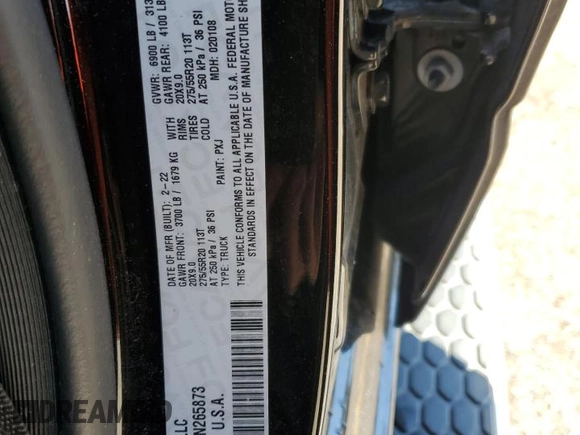 LLC
N265873
U.S.A.
DATE OF MFR (BUILT): 2-22
GVWR: 6900 LB / 313
GAWR FRONT: 3700 LB / 1679 KG
WITH
GAWR REAR: 4100 LB
20X9.0
RIMS
20X9.0
275/55R20 113T
TIRES
275/55R20 113T
AT 250 kPa / 36 PSI
COLD
AT 250 kPa / 36 PSI
TYPE: TRUCK
PAINT: PXJ
MDH: 020108
THIS VEHICLE CONFORMS TO ALL APPLICABLE U.S.A. FEDERAL MOT
STANDARDS IN EFFECT ON THE DATE OF MANUFACTURE SH